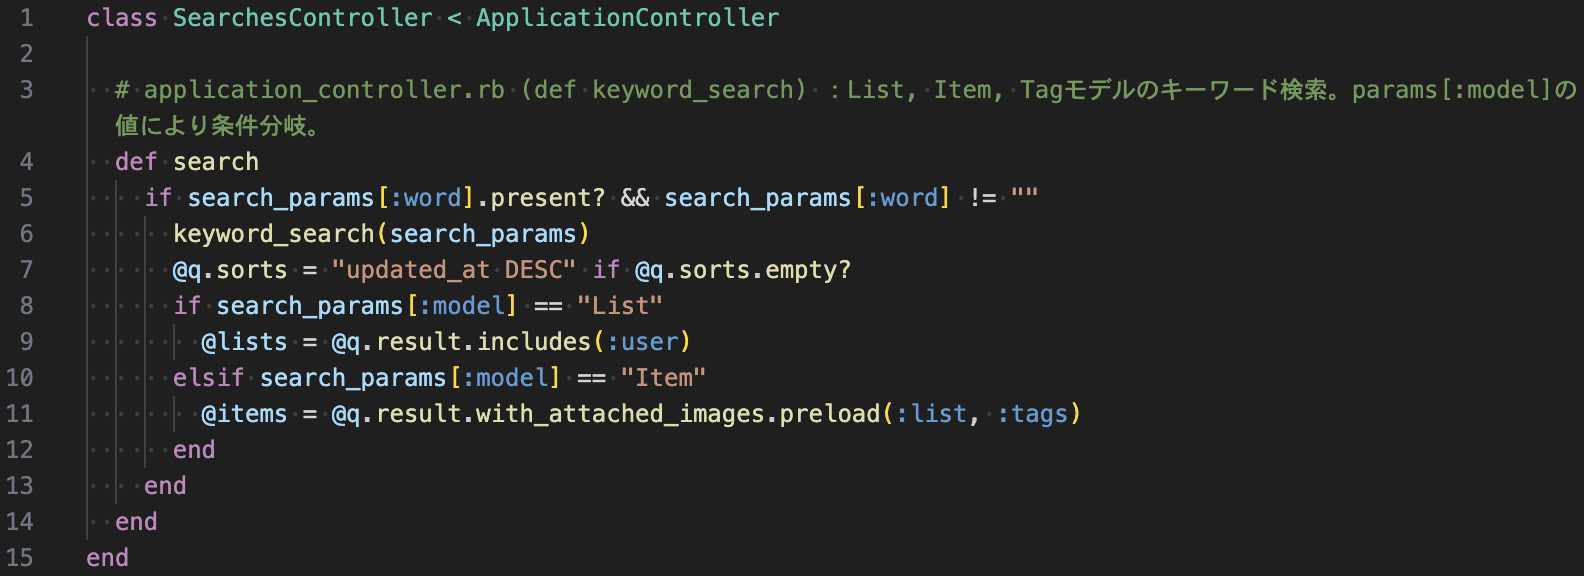 1 class SearchesController < ApplicationController
2
3 # application_controller.rb (def keyword_search) ：List, Item, Tagモデルのキーワード検索。params[:model]の
値により条件分岐。
4 def search
5 if search_params[:word].present? && search_params[:word] != ""
6 keyword_search(search_params)
7 @q.sorts = "updated_at DESC" if @q.sorts.empty?
8 if search_params[:model] == "List"
9 @lists = @q.result.includes(:user)
10 elsif search_params[:model] == "Item"
11 @items = @q.result.with_attached_images.preload(:list, :tags)
12 end
13 end
14 end
15 end